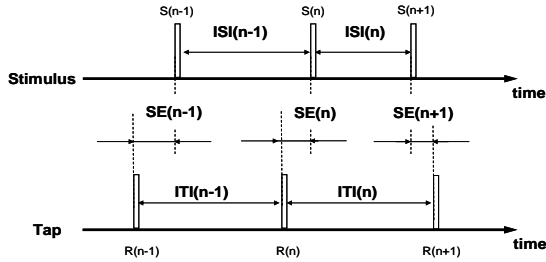 S(n-1) S(n) S(n+1)
ISI(n-1) ISI(n)
Stimulus
time
SE(n-1) SE(n) SE(n+1)
ITI(n-1) ITI(n)
Tap
time
R(n-1) R(n) R(n+1)